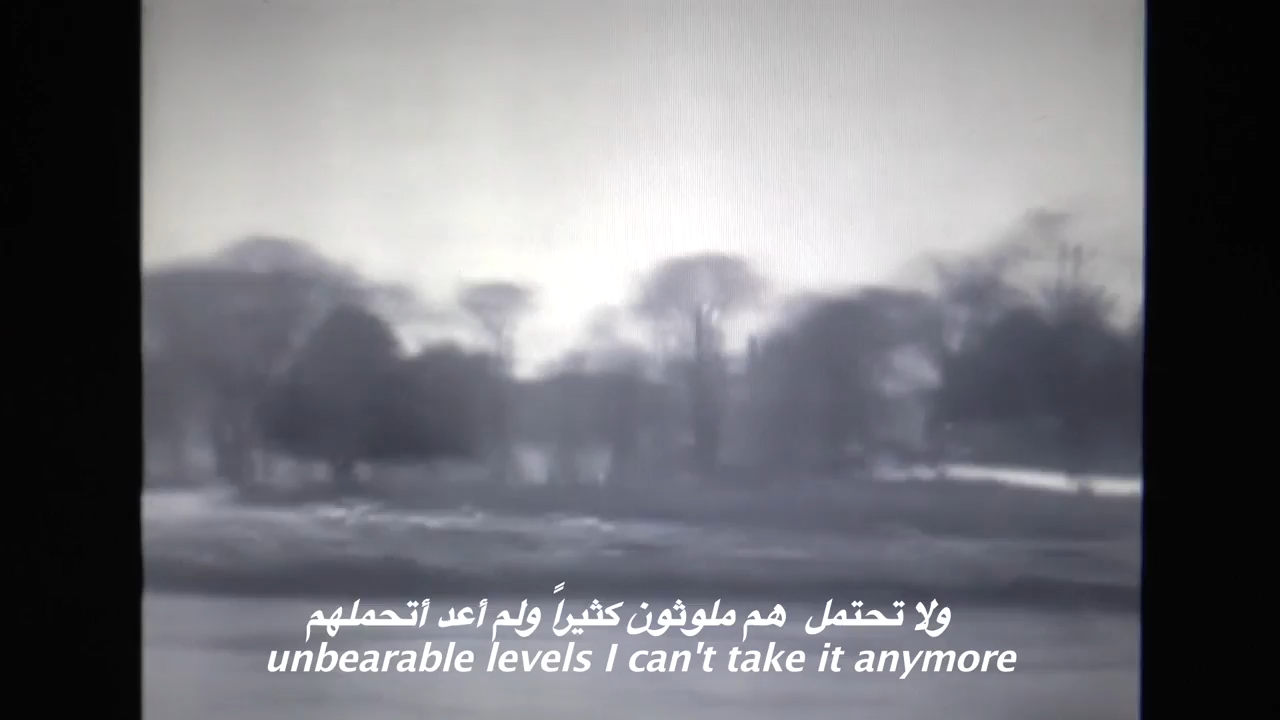 ولا تحتمل هم ملوثون كثيراً ولم أعد أتحملهم
unbearable levels I can't take it anymore